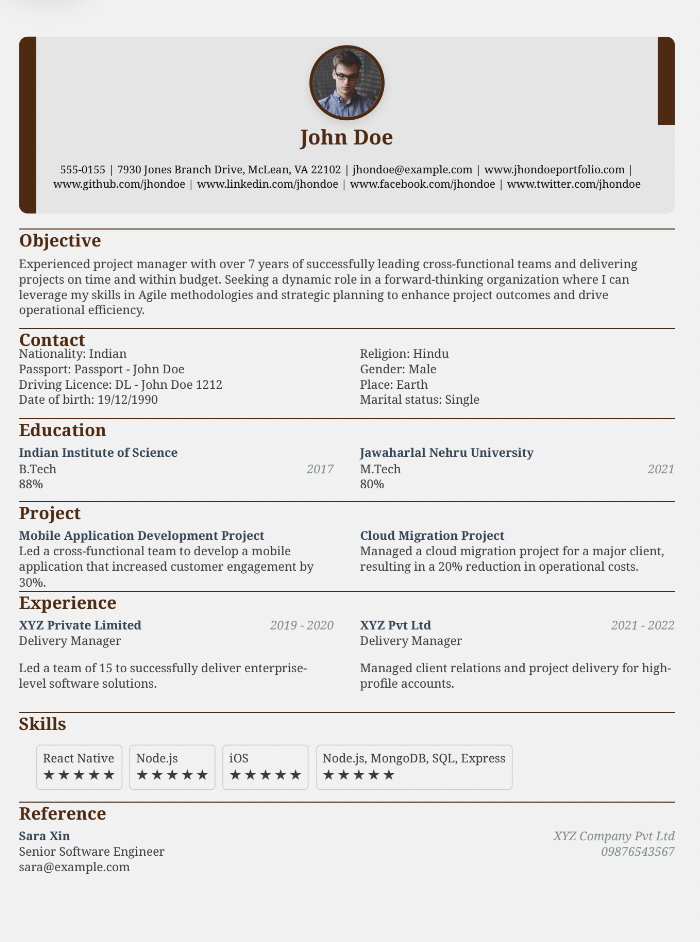 John Doe
555-0155 | 7930 Jones Branch Drive, McLean, VA 22102 | jhondoe@example.com | www.jhondoeportfolio.com |
www.github.com/jhondoe | www.linkedin.com/jhondoe | www.facebook.com/jhondoe | www.twitter.com/jhondoe
Objective
Experienced project manager with over 7 years of successfully leading cross-functional teams and delivering
projects on time and within budget. Seeking a dynamic role in a forward-thinking organization where I can
leverage my skills in Agile methodologies and strategic planning to enhance project outcomes and drive
operational efficiency.
Contact
Nationality: Indian
Passport: Passport - John Doe
Driving Licence: DL - John Doe 1212
Date of birth: 19/12/1990
Religion: Hindu
Gender: Male
Place: Earth
Marital status: Single
Education
Indian Institute of Science
B.Tech 2017
88%
Jawaharlal Nehru University
M.Tech 2021
80%
Project
Mobile Application Development Project
Led a cross-functional team to develop a mobile
application that increased customer engagement by
30%.
Cloud Migration Project
Managed a cloud migration project for a major client,
resulting in a 20% reduction in operational costs.
Experience
XYZ Private Limited 2019 - 2020
Delivery Manager
Led a team of 15 to successfully deliver enterprise-
level software solutions.
XYZ Pvt Ltd 2021 - 2022
Delivery Manager
Managed client relations and project delivery for high-
profile accounts.
Skills
React Native
★★★★★
Node.js
★★★★★
iOS
★★★★★
Node.js, MongoDB, SQL, Express
★★★★★
Reference
Sara Xin XYZ Company Pvt Ltd
Senior Software Engineer 09876543567
sara@example.com